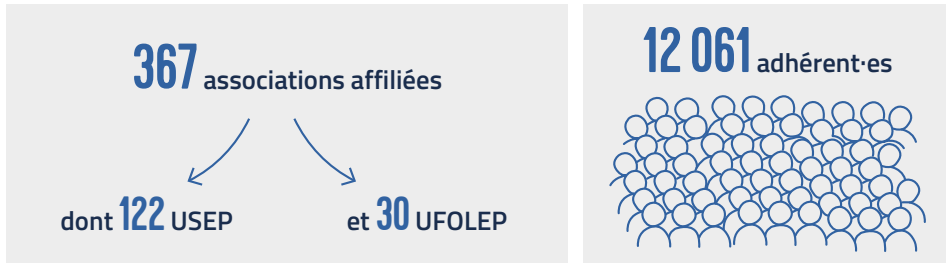 367 associations affiliées
dont 122 USEP
et 30 UFOLEP
12 061 adhérent·es